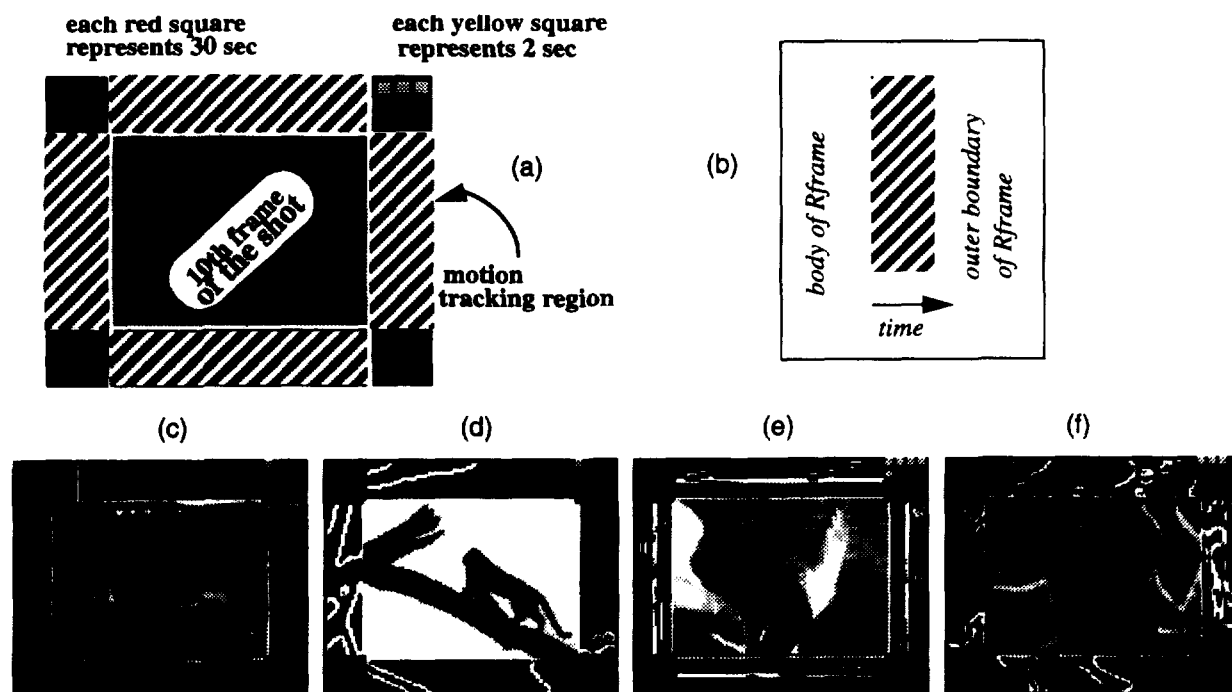 each red square
represents 30 sec
each yellow square
represents 2 sec
(a)
10th frame
of the shot
motion
tracking region
(b)
body of Rframe
outer boundary
of Rframe
time
(c)
(d)
(e)
(f)